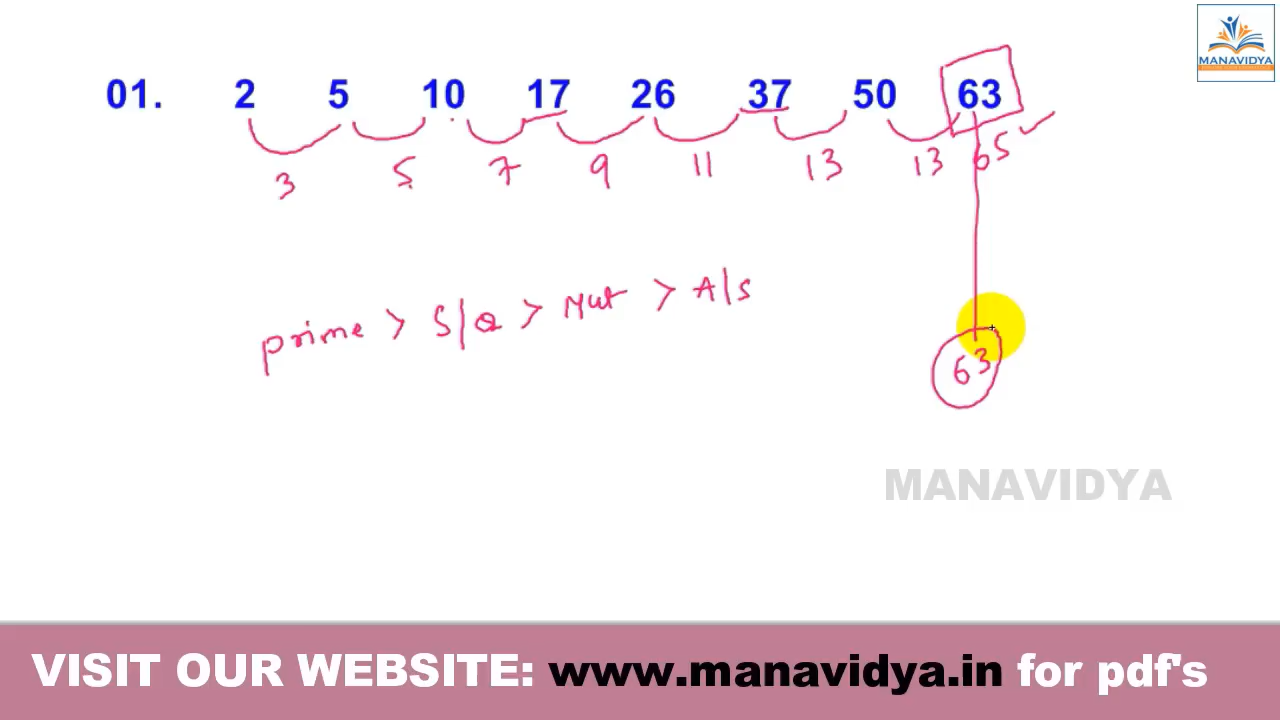 MANAVIDYA
01. 2 5 10 17 26 37 50 63
3 5 7 9 11 13 13 65
prime > S/Q > Mut > A/S
63
MANAVIDYA
VISIT OUR WEBSITE: www.manavidya.in for pdf's